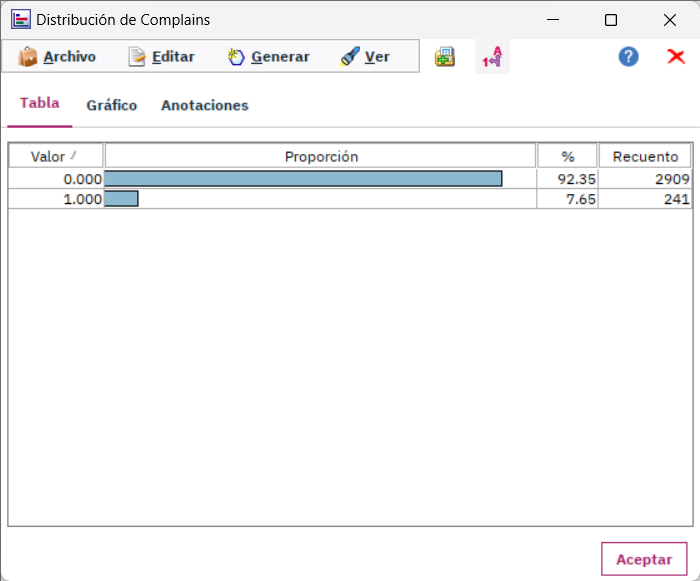 Distribución de Complains
Archivo Editar Generar Ver
Tabla Gráfico Anotaciones
Valor Proporción % Recuento
0.000 92.35 2909
1.000 7.65 241
Aceptar